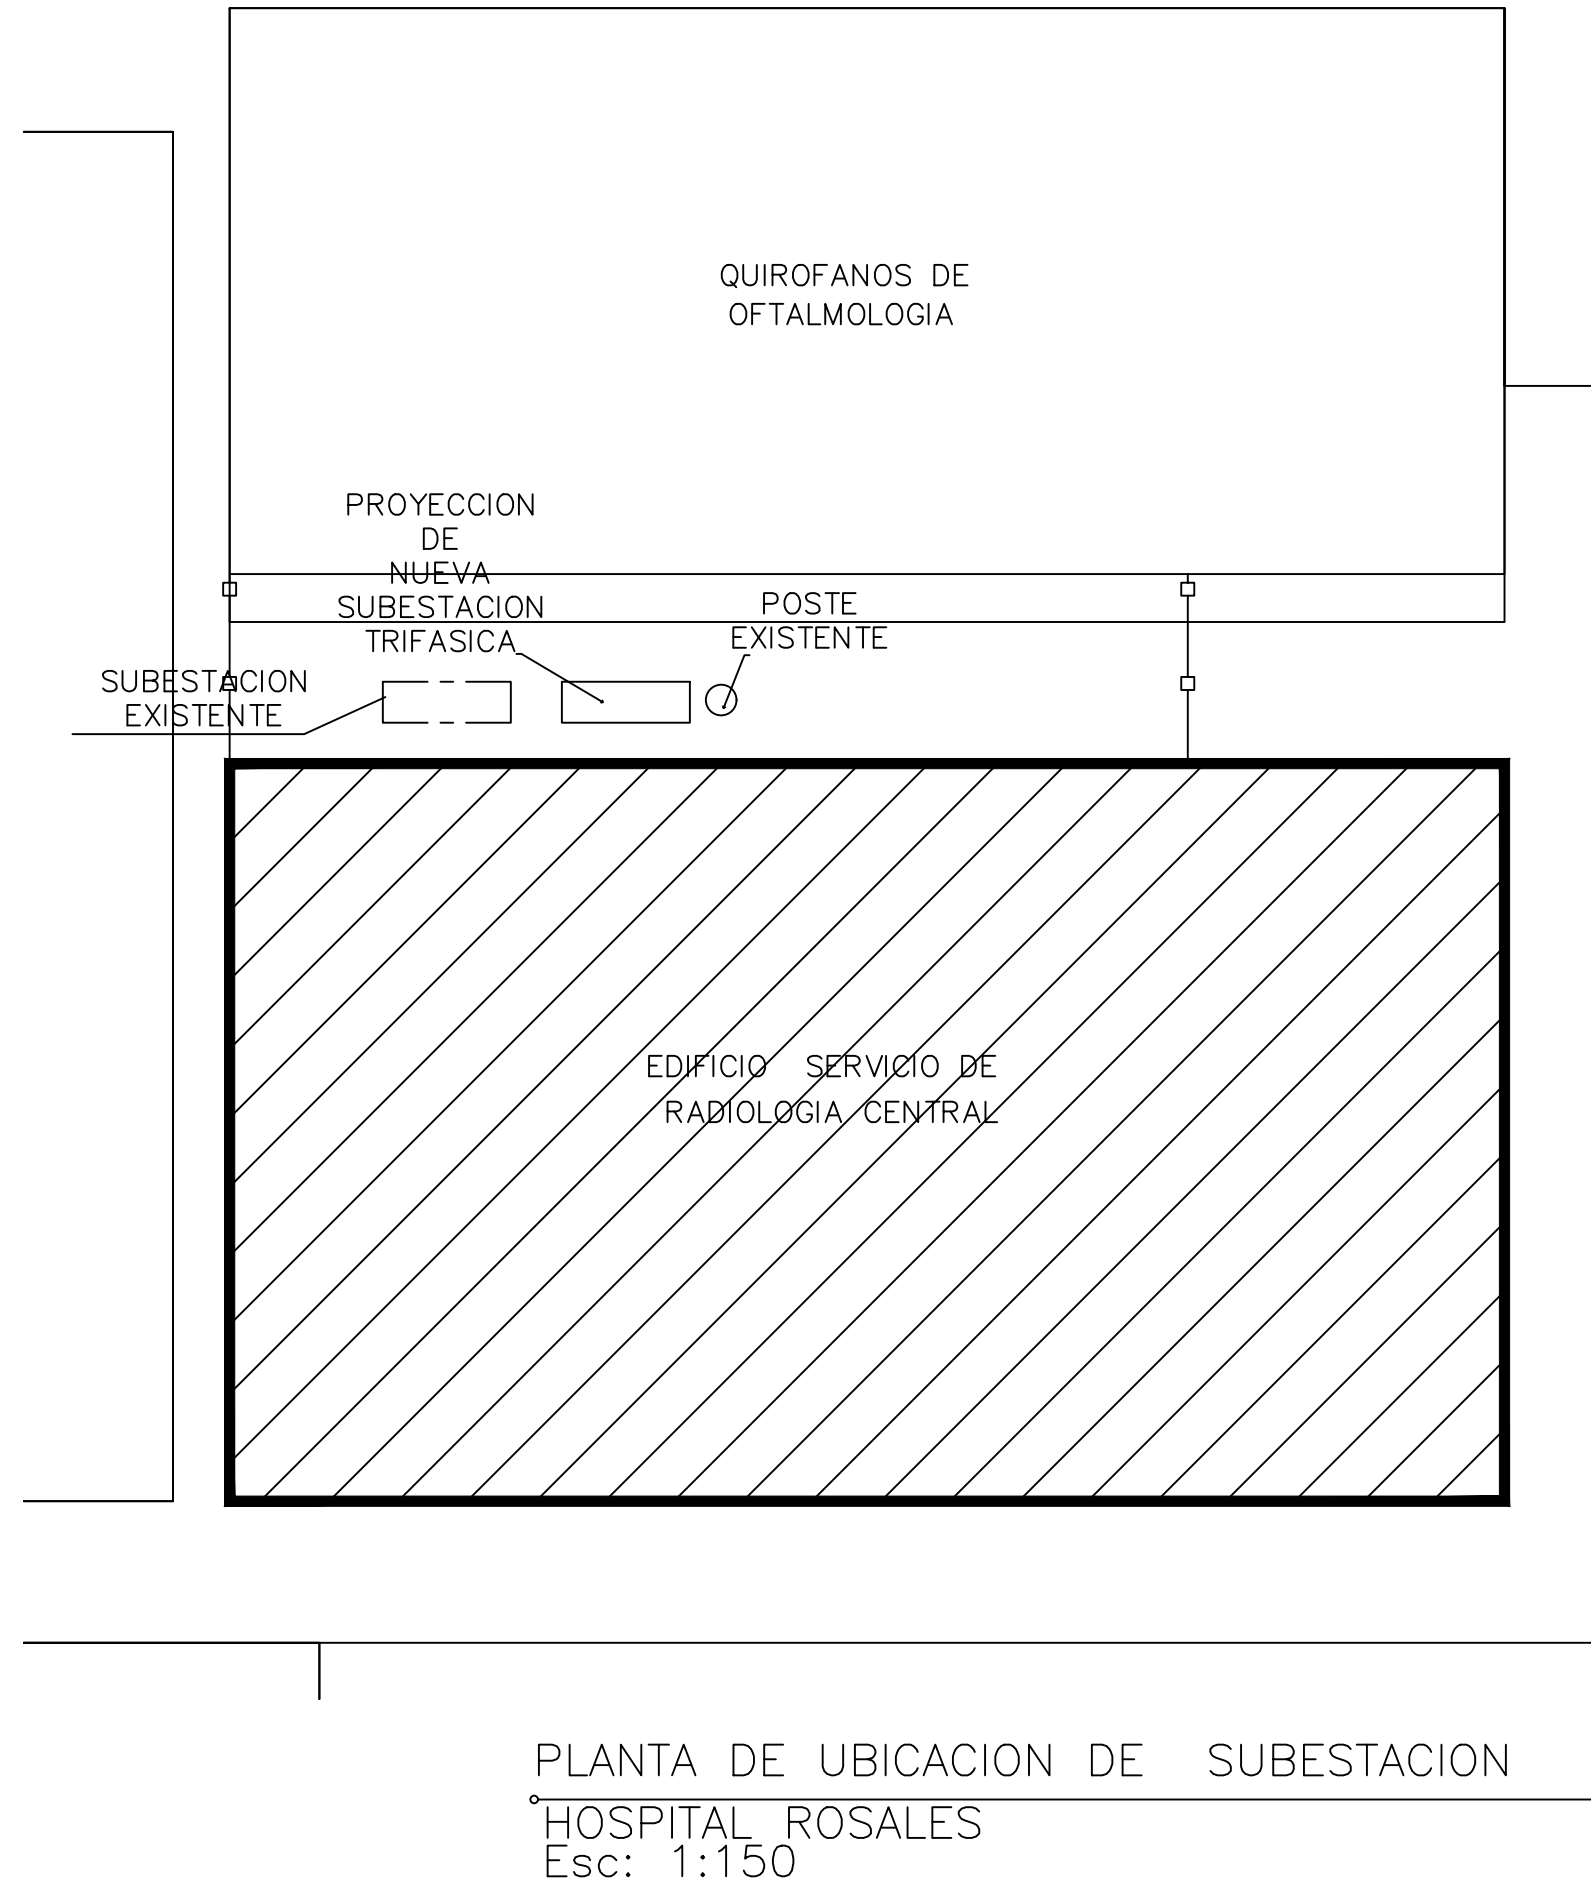 QUIROFANOS DE
OFTALMOLOGIA
PROYECCION
DE
NUEVA
SUBESTACION
TRIFASICA
POSTE
EXISTENTE
SUBESTACION
EXISTENTE
EDIFICIO SERVICIO DE
RADIOLOGIA CENTRAL
PLANTA DE UBICACION DE SUBESTACION
HOSPITAL ROSALES
Esc: 1:150